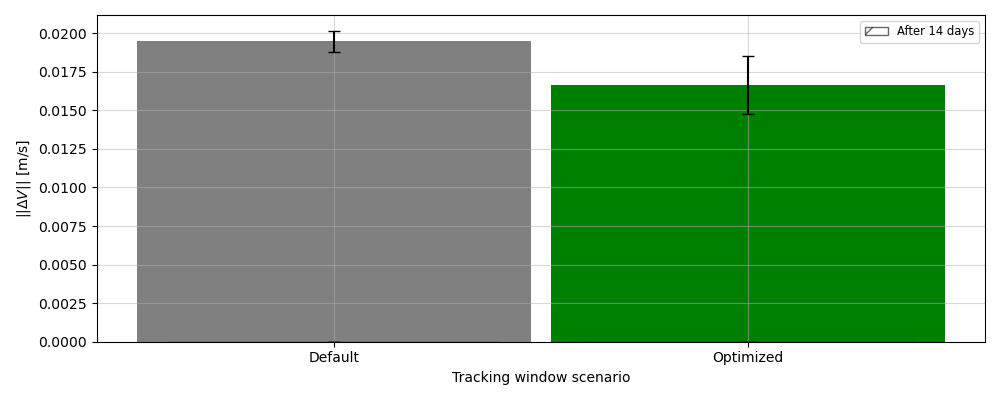 After 14 days
||ΔV|| [m/s]
0.0200
0.0175
0.0150
0.0125
0.0100
0.0075
0.0050
0.0025
0.0000
Default
Optimized
Tracking window scenario